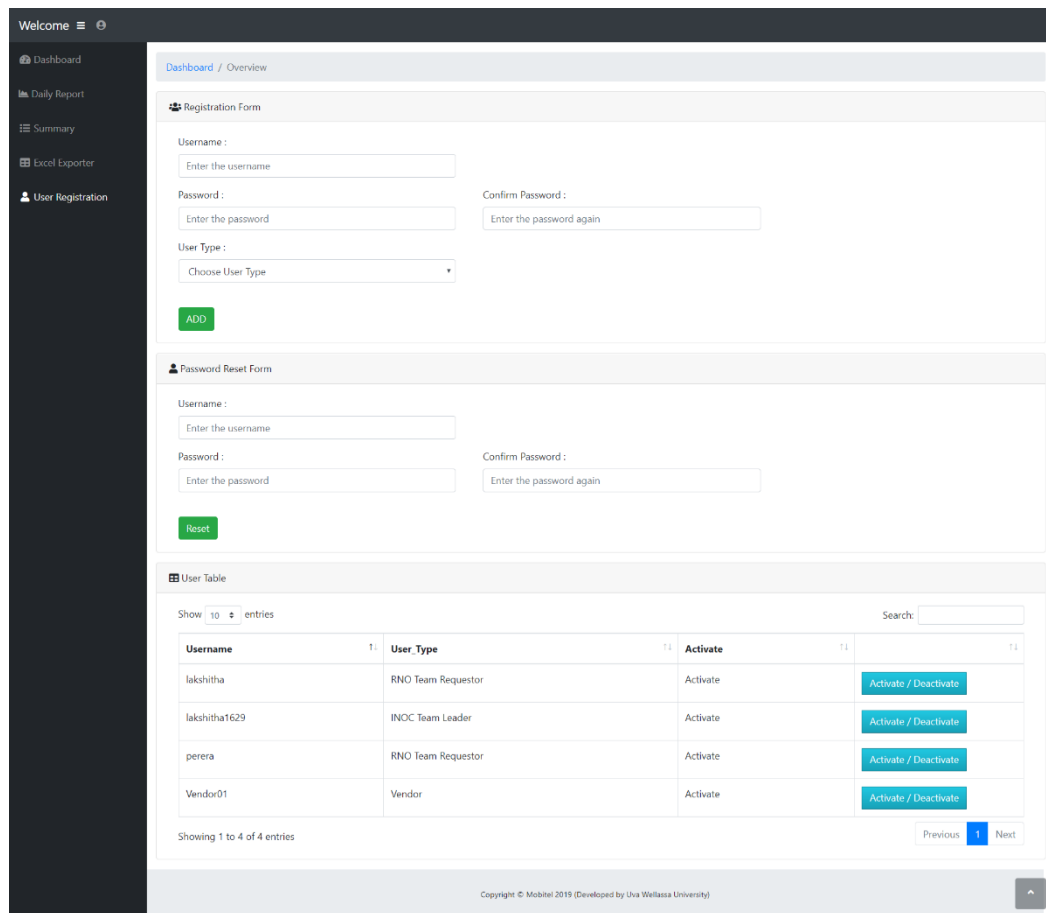 Welcome
Dashboard
Daily Report
Summary
Excel Exporter
User Registration
Dashboard / Overview
Registration Form
Username :
Enter the username
Password :
Confirm Password :
Enter the password
Enter the password again
User Type :
Choose User Type
ADD
Password Reset Form
Username :
Enter the username
Password :
Confirm Password :
Enter the password
Enter the password again
Reset
User Table
Show 10 entries
Search:
Username User_Type Activate
lakshitha RNO Team Requestor Activate Activate / Deactivate
lakshitha1629 INOC Team Leader Activate Activate / Deactivate
perera RNO Team Requestor Activate Activate / Deactivate
Vendor01 Vendor Activate Activate / Deactivate
Showing 1 to 4 of 4 entries
Previous 1 Next
Copyright © Mobitel 2019 (Developed by Uva Wellassa University)